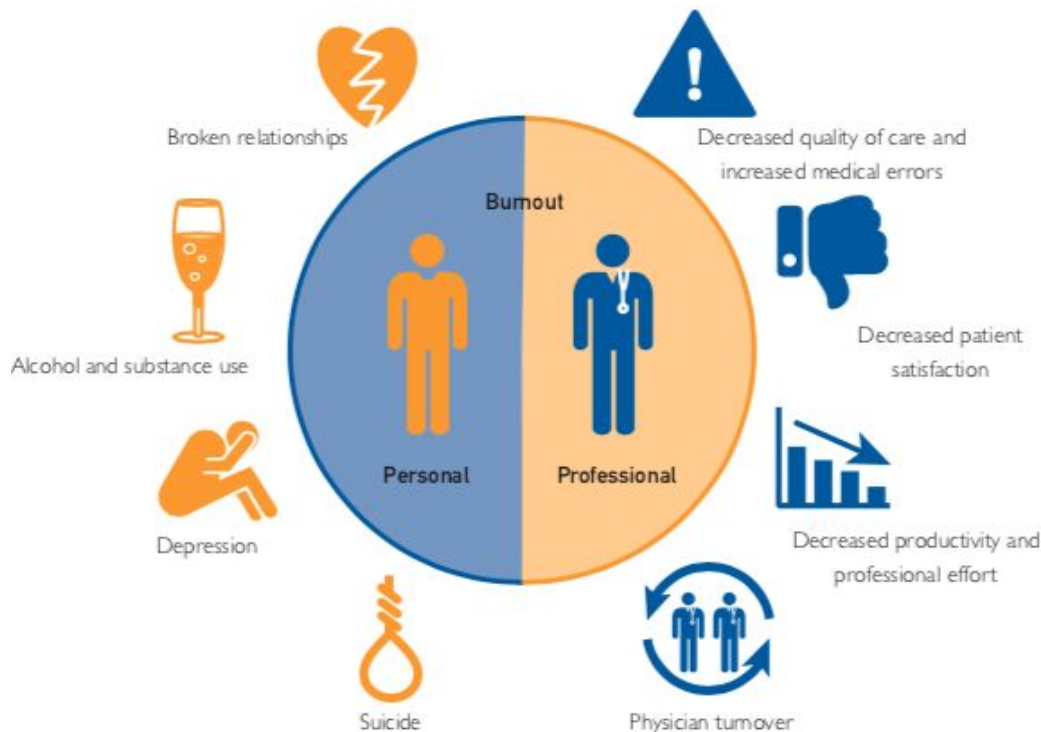 Broken relationships
Decreased quality of care and
increased medical errors
Burnout
Alcohol and substance use
Decreased patient
satisfaction
Personal
Professional
Depression
Decreased productivity and
professional effort
Suicide
Physician turnover